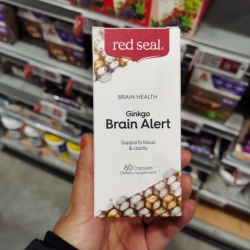 red seal
BRAIN HEALTH
Ginkgo
Brain Alert
Supports focus
& clarity
60 Capsules
Dietary Supplement